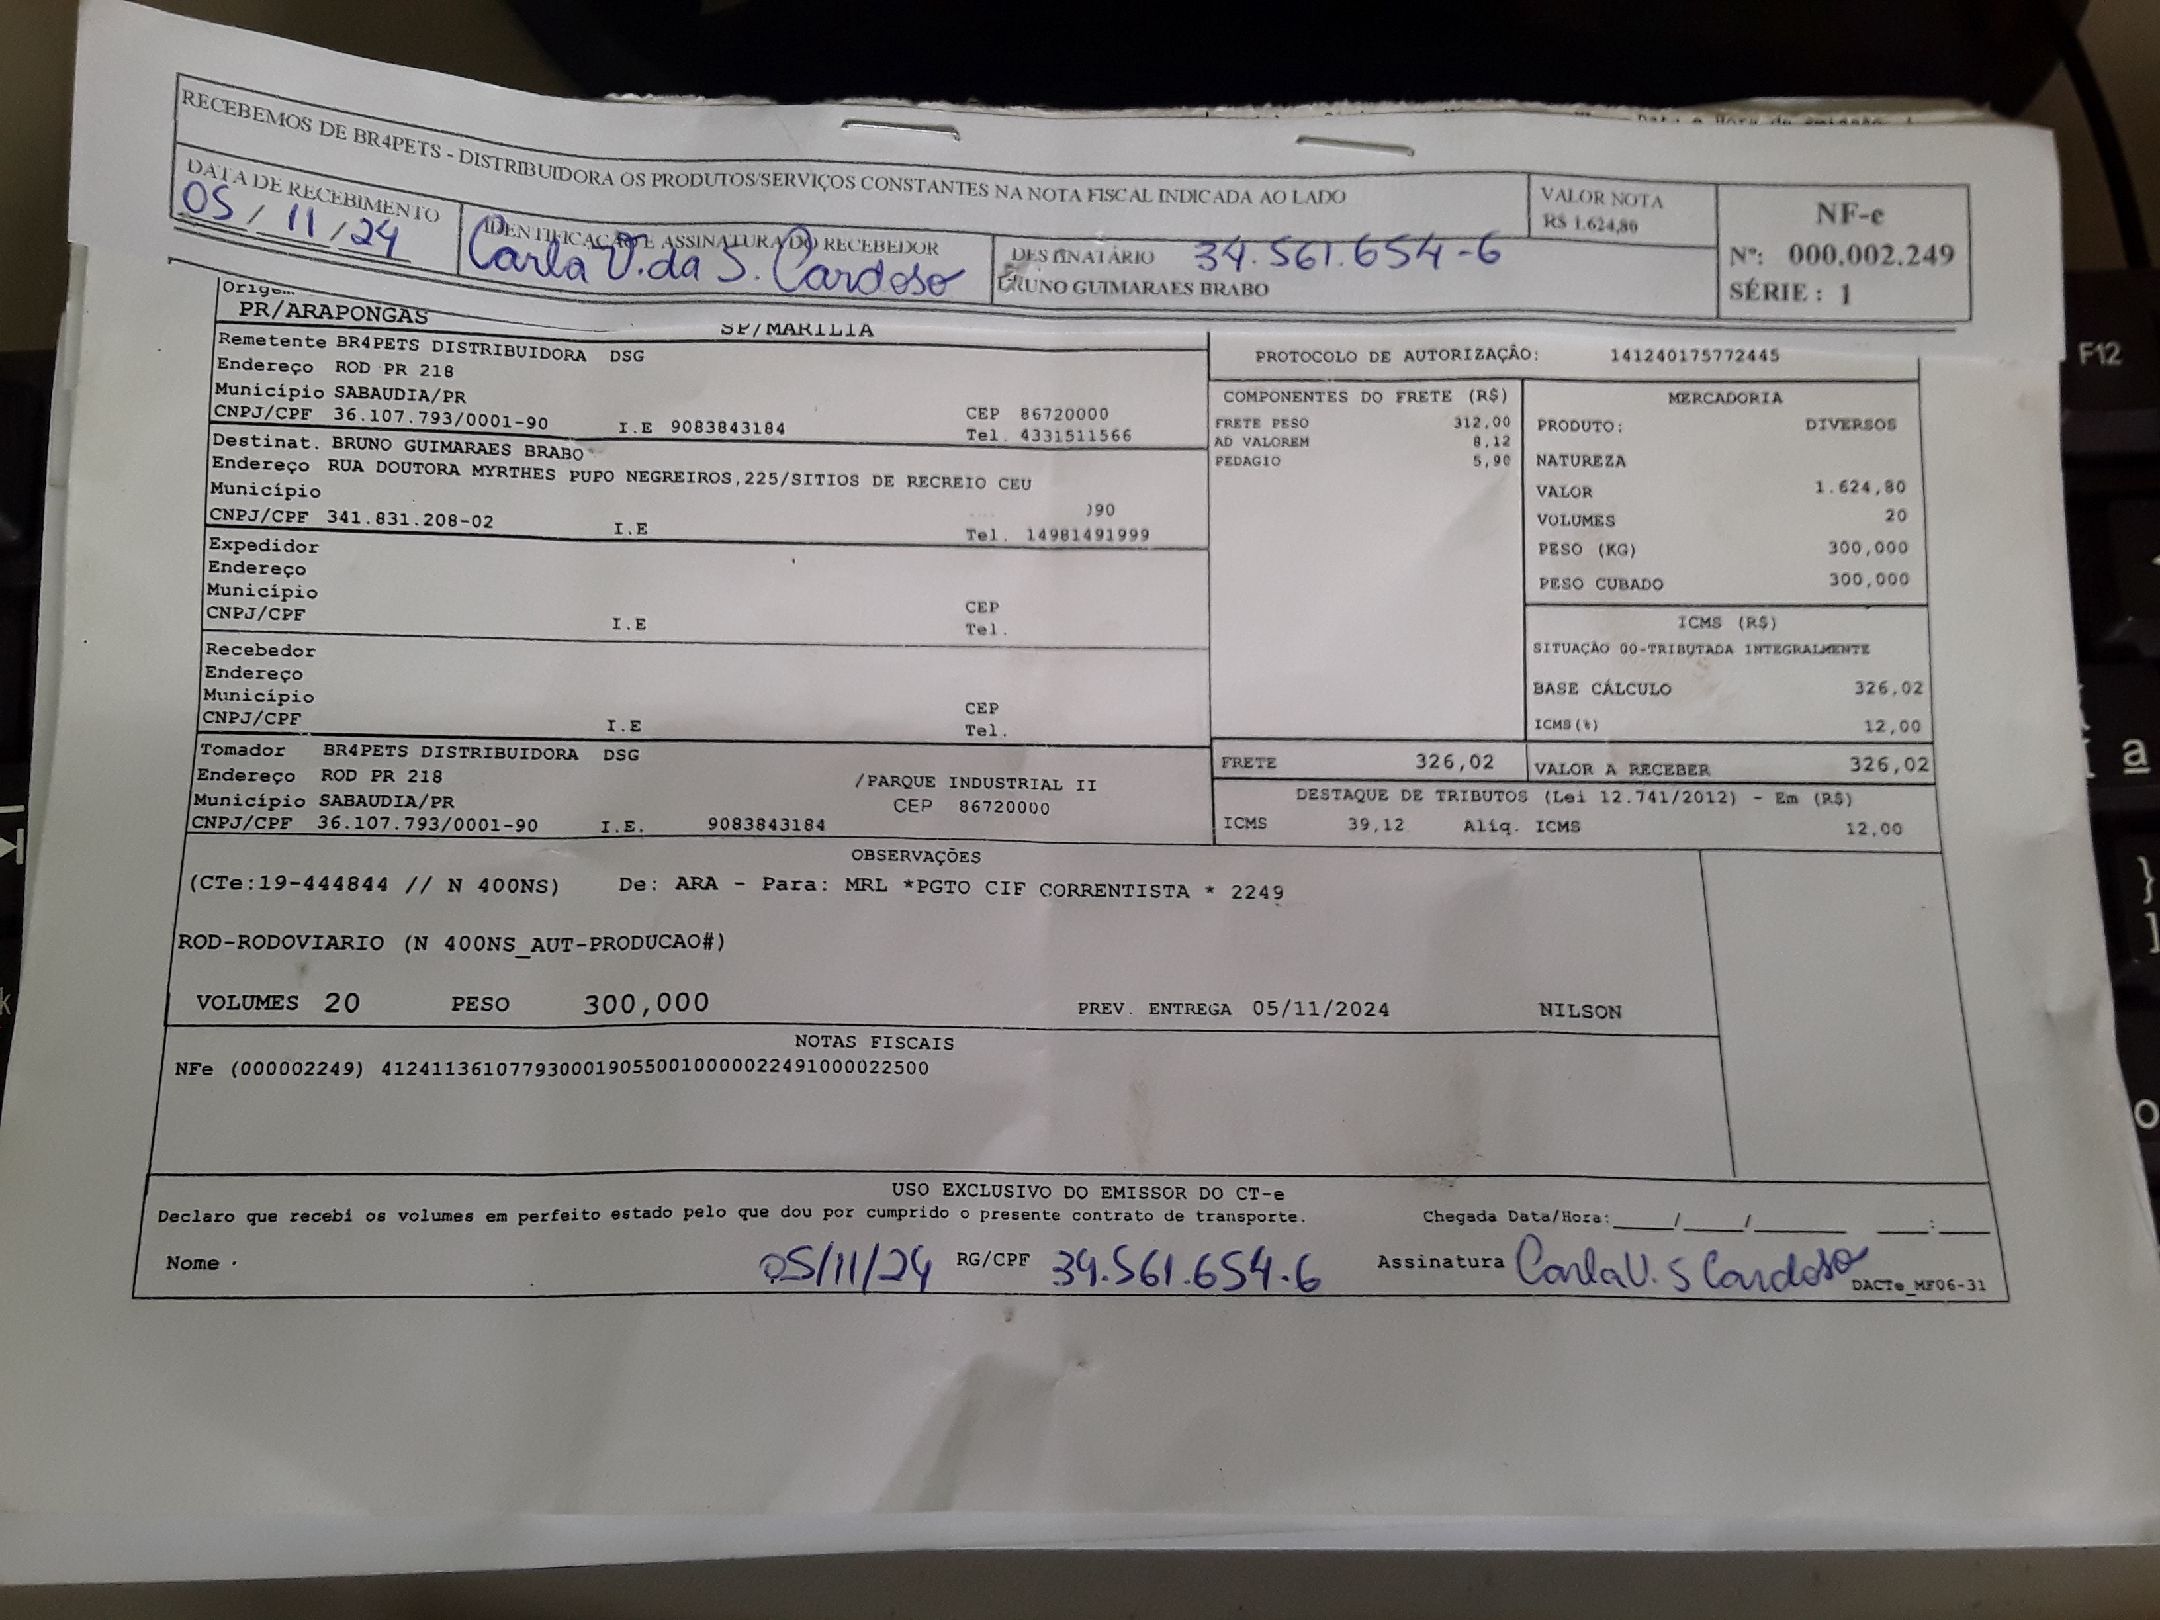 RECEBEMOS DE BR4PETS - DISTRIBUIDORA OS PRODUTOS/SERVIÇOS CONSTANTES NA NOTA FISCAL INDICADA AO LADO
VALOR NOTA
R$ 1.624,80
NF-e
Nº: 000.002.249
SÉRIE : 1
DATA DE RECEBIMENTO
05/11/24
IDENTIFICAÇÃO E ASSINATURA DO RECEBEDOR
Carla V. da S. Cardoso
DESTINATÁRIO 34.561.654-6
BRUNO GUIMARAES BRABO
PR/ARAPONGAS
SP/MARILIA
Remetente BR4PETS DISTRIBUIDORA DSG
Endereço ROD PR 218
Município SABAUDIA/PR
CEP 86720000
CNPJ/CPF 36.107.793/0001-90 I.E 9083843184 Tel. 4331511566
Destinat. BRUNO GUIMARAES BRABO
Endereço RUA DOUTORA MYRTHES PUPO NEGREIROS,225/SITIOS DE RECREIO CEU
Município
)90
CNPJ/CPF 341.831.208-02 I.E Tel. 14981491999
Expedidor
Endereço
Município CEP
CNPJ/CPF I.E Tel.
Recebedor
Endereço
Município CEP
CNPJ/CPF I.E Tel.
Tomador BR4PETS DISTRIBUIDORA DSG
Endereço ROD PR 218 /PARQUE INDUSTRIAL II
Município SABAUDIA/PR CEP 86720000
CNPJ/CPF 36.107.793/0001-90 I.E. 9083843184
PROTOCOLO DE AUTORIZAÇÃO: 141240175772445
COMPONENTES DO FRETE (R$)
FRETE PESO 312,00
AD VALOREM 8,12
PEDAGIO 5,90
MERCADORIA
PRODUTO: DIVERSOS
NATUREZA
VALOR 1.624,80
VOLUMES 20
PESO (KG) 300,000
PESO CUBADO 300,000
ICMS (R$)
SITUAÇÃO 00-TRIBUTADA INTEGRALMENTE
BASE CÁLCULO 326,02
ICMS(%) 12,00
FRETE 326,02
VALOR A RECEBER 326,02
DESTAQUE DE TRIBUTOS (Lei 12.741/2012) - Em (R$)
ICMS 39,12 Aliq. ICMS 12,00
OBSERVAÇÕES
(CTe:19-444844 // N 400NS) De: ARA - Para: MRL *PGTO CIF CORRENTISTA * 2249
ROD-RODOVIARIO (N 400NS_AUT-PRODUCAO#)
VOLUMES 20 PESO 300,000 PREV. ENTREGA 05/11/2024 NILSON
NOTAS FISCAIS
NFe (000002249) 41241136107793000190550010000022491000022500
USO EXCLUSIVO DO EMISSOR DO CT-e
Declaro que recebi os volumes em perfeito estado pelo que dou por cumprido o presente contrato de transporte. Chegada Data/Hora:____/____/______ ___:___
Nome 05/11/24 RG/CPF 34.561.654-6 Assinatura Carla V. S Cardoso
DACTe_MF06-31
F12
a
}
]
o
k